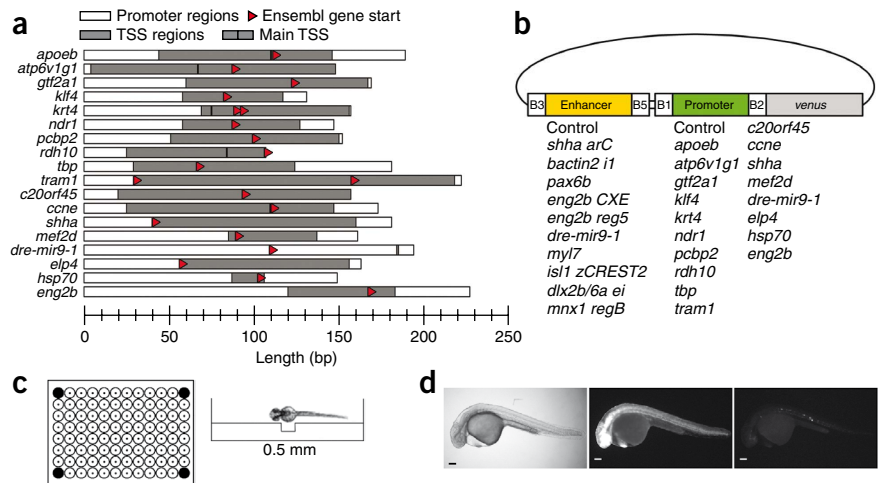 a
Promoter regions
Ensembl gene start
TSS regions
Main TSS
apoeb
atp6v1g1
gtf2a1
klf4
krt4
ndr1
pcbp2
rdh10
tbp
tram1
c20orf45
ccne
shha
mef2d
dre-mir9-1
elp4
hsp70
eng2b
0 50 100 150 200 250
Length (bp)
b
B3 Enhancer B5 B1 Promoter B2 venus
Control Control c20orf45
shha arC apoeb ccne
bactin2 i1 atp6v1g1 shha
pax6b gtf2a1 mef2d
eng2b CXE klf4 dre-mir9-1
eng2b reg5 krt4 elp4
dre-mir9-1 ndr1 hsp70
myl7 pcbp2 eng2b
isl1 zCREST2 rdh10
dlx2b/6a ei tbp
mnx1 regB tram1
c
0.5 mm
d